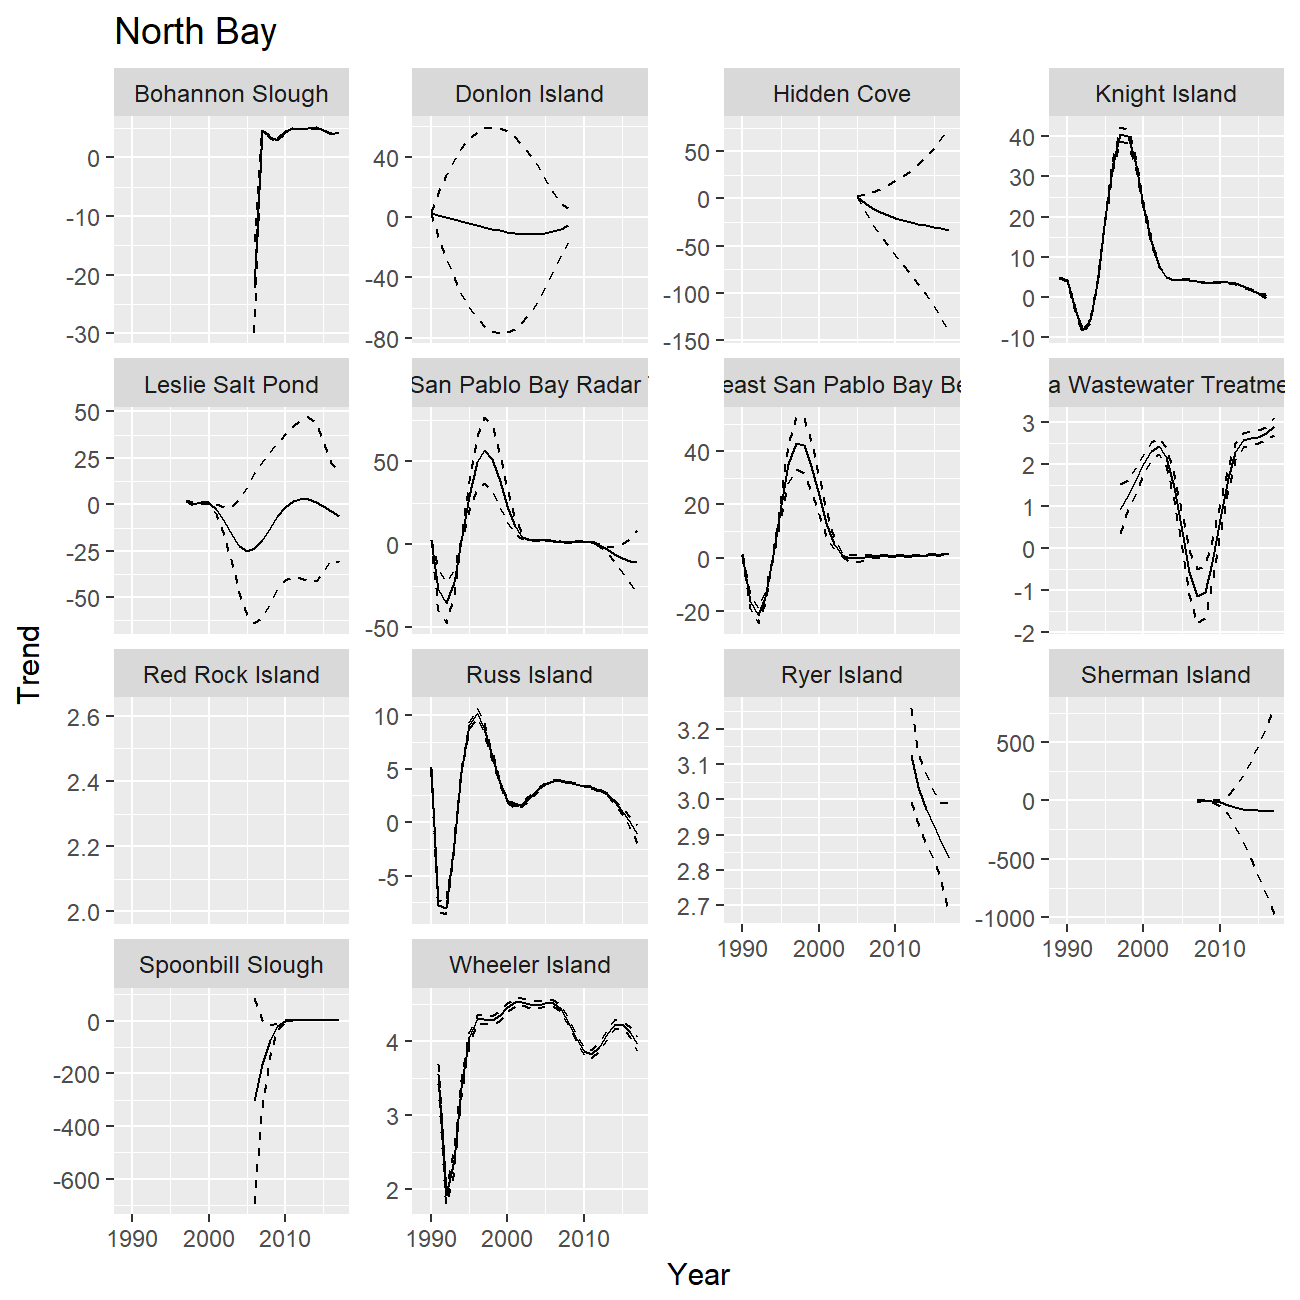 North Bay
Bohannon Slough
Donlon Island
Hidden Cove
Knight Island
0
-10
-20
-30
40
0
-40
-80
50
0
-50
-100
-150
40
30
20
10
0
-10
Leslie Salt Pond
San Pablo Bay Radar
east San Pablo Bay Be
a Wastewater Treatme
50
25
0
-25
-50
50
0
-50
40
20
0
-20
3
2
1
0
-1
-2
Trend
Red Rock Island
Russ Island
Ryer Island
Sherman Island
2.6
2.4
2.2
2.0
10
5
0
-5
3.2
3.1
3.0
2.9
2.8
2.7
500
0
-500
-1000
1990 2000 2010
1990 2000 2010
Spoonbill Slough
Wheeler Island
0
-200
-400
-600
4
3
2
1990 2000 2010
1990 2000 2010
Year